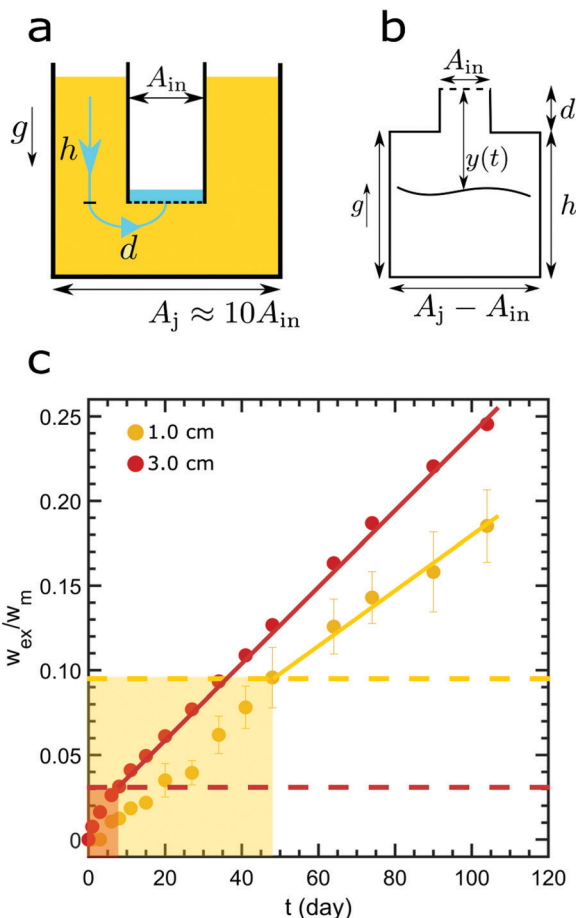 a
A_in
g
h
d
A_j ≈ 10A_in
b
A_in
d
y(t)
g
h
A_j − A_in
c
1.0 cm
3.0 cm
w_ex/w_m
0.25
0.20
0.15
0.10
0.05
0
0 20 40 60 80 100 120
t (day)